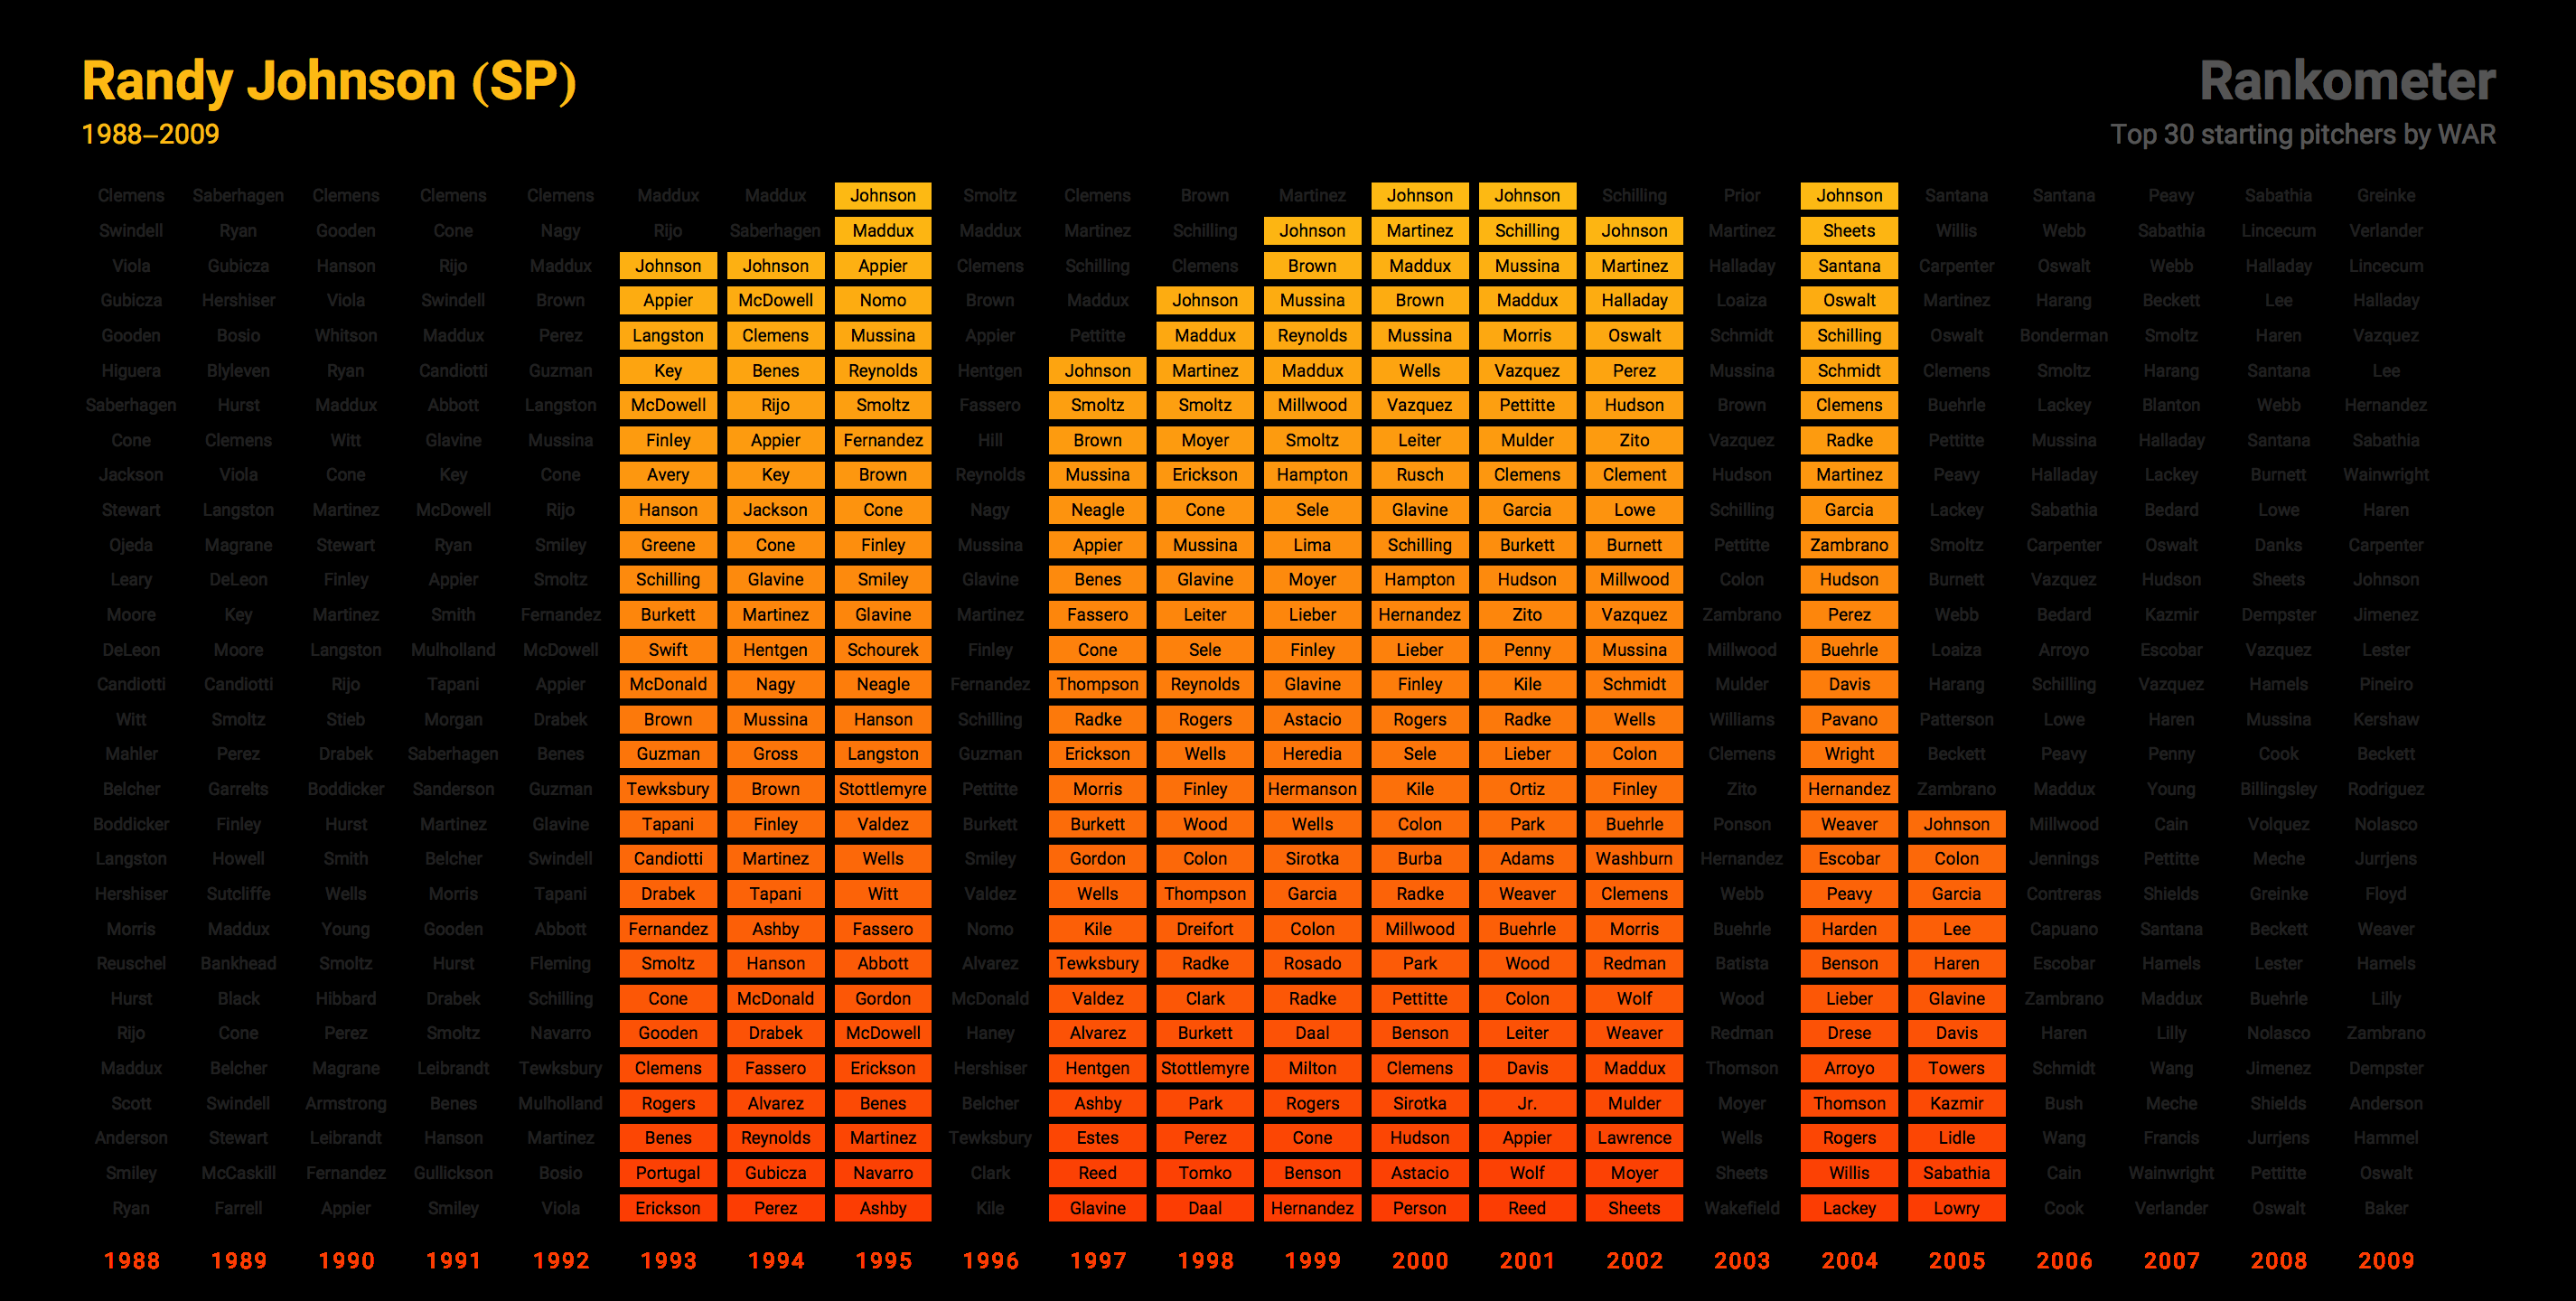 Randy Johnson (SP) Rankometer
1988–2009 Top 30 starting pitchers by WAR
Clemens Saberhagen Clemens Clemens Clemens Maddux Maddux Johnson Smoltz Clemens Brown Martinez Johnson Johnson Schilling Prior Johnson Santana Santana Peavy Sabathia Greinke
Swindell Ryan Gooden Cone Nagy Rijo Saberhagen Maddux Maddux Martinez Schilling Johnson Martinez Schilling Johnson Martinez Sheets Willis Webb Sabathia Lincecum Verlander
Viola Gubicza Hanson Rijo Maddux Johnson Johnson Appier Clemens Schilling Clemens Brown Maddux Mussina Martinez Halladay Santana Carpenter Oswalt Webb Halladay Lincecum
Gubicza Hershiser Viola Swindell Brown Appier McDowell Nomo Brown Maddux Johnson Mussina Brown Maddux Halladay Loaiza Oswalt Martinez Harang Beckett Lee Halladay
Gooden Bosio Whitson Maddux Perez Langston Clemens Mussina Appier Pettitte Maddux Reynolds Mussina Morris Oswalt Schmidt Schilling Oswalt Bonderman Smoltz Haren Vazquez
Higuera Blyleven Ryan Candiotti Guzman Key Benes Reynolds Hentgen Johnson Martinez Maddux Wells Vazquez Perez Mussina Schmidt Clemens Smoltz Harang Santana Lee
Saberhagen Hurst Maddux Abbott Langston McDowell Rijo Smoltz Fassero Smoltz Smoltz Millwood Vazquez Pettitte Hudson Brown Clemens Buehrle Lackey Blanton Webb Hernandez
Cone Clemens Witt Glavine Mussina Finley Appier Fernandez Hill Brown Moyer Smoltz Leiter Mulder Zito Vazquez Radke Pettitte Mussina Halladay Santana Sabathia
Jackson Viola Cone Key Cone Avery Key Brown Reynolds Mussina Erickson Hampton Rusch Clemens Clement Hudson Martinez Peavy Halladay Lackey Burnett Wainwright
Stewart Langston Martinez McDowell Rijo Hanson Jackson Cone Nagy Neagle Cone Sele Glavine Garcia Lowe Schilling Garcia Lackey Sabathia Bedard Lowe Haren
Ojeda Magrane Stewart Ryan Smiley Greene Cone Finley Mussina Appier Mussina Lima Schilling Burkett Burnett Pettitte Zambrano Smoltz Carpenter Oswalt Danks Carpenter
Leary DeLeon Finley Appier Smoltz Schilling Glavine Smiley Glavine Benes Glavine Moyer Hampton Hudson Millwood Colon Hudson Burnett Vazquez Hudson Sheets Johnson
Moore Key Martinez Smith Fernandez Burkett Martinez Glavine Martinez Fassero Leiter Lieber Hernandez Zito Vazquez Zambrano Perez Webb Bedard Kazmir Dempster Jimenez
DeLeon Moore Langston Mulholland McDowell Swift Hentgen Schourek Finley Cone Sele Finley Lieber Penny Mussina Millwood Buehrle Loaiza Arroyo Escobar Vazquez Lester
Candiotti Candiotti Rijo Tapani Appier McDonald Nagy Neagle Fernandez Thompson Reynolds Glavine Finley Kile Schmidt Mulder Davis Harang Schilling Vazquez Hamels Pineiro
Witt Smoltz Stieb Morgan Drabek Brown Mussina Hanson Schilling Radke Rogers Astacio Rogers Radke Wells Williams Pavano Patterson Lowe Haren Mussina Kershaw
Mahler Perez Drabek Saberhagen Benes Guzman Gross Langston Guzman Erickson Wells Heredia Sele Lieber Colon Clemens Wright Beckett Peavy Penny Cook Beckett
Belcher Garrelts Boddicker Sanderson Guzman Tewksbury Brown Stottlemyre Pettitte Morris Finley Hermanson Kile Ortiz Finley Zito Hernandez Zambrano Maddux Young Billingsley Rodriguez
Boddicker Finley Hurst Martinez Glavine Tapani Finley Valdez Burkett Burkett Wood Wells Colon Park Buehrle Ponson Weaver Johnson Millwood Cain Volquez Nolasco
Langston Howell Smith Belcher Swindell Candiotti Martinez Wells Smiley Gordon Colon Sirotka Burba Adams Washburn Hernandez Escobar Colon Jennings Pettitte Meche Jurrjens
Hershiser Sutcliffe Wells Morris Tapani Drabek Tapani Witt Valdez Wells Thompson Garcia Radke Weaver Clemens Webb Peavy Garcia Contreras Shields Greinke Floyd
Morris Maddux Young Gooden Abbott Fernandez Ashby Fassero Nomo Kile Dreifort Colon Millwood Buehrle Morris Buehrle Harden Lee Capuano Santana Beckett Weaver
Reuschel Bankhead Smoltz Hurst Fleming Smoltz Hanson Abbott Alvarez Tewksbury Radke Rosado Park Wood Redman Batista Benson Haren Escobar Hamels Lester Hamels
Hurst Black Hibbard Drabek Schilling Cone McDonald Gordon McDonald Valdez Clark Radke Pettitte Colon Wolf Wood Lieber Glavine Zambrano Maddux Buehrle Lilly
Rijo Cone Perez Smoltz Navarro Gooden Drabek McDowell Haney Alvarez Burkett Daal Benson Leiter Weaver Redman Drese Davis Haren Lilly Nolasco Zambrano
Maddux Belcher Magrane Leibrandt Tewksbury Clemens Fassero Erickson Hershiser Hentgen Stottlemyre Milton Clemens Davis Maddux Thomson Arroyo Towers Schmidt Wang Jimenez Dempster
Scott Swindell Armstrong Benes Mulholland Rogers Alvarez Benes Belcher Ashby Park Rogers Sirotka Jr. Mulder Moyer Thomson Kazmir Bush Meche Shields Anderson
Anderson Stewart Leibrandt Hanson Martinez Benes Reynolds Martinez Tewksbury Estes Perez Cone Hudson Appier Lawrence Wells Rogers Lidle Wang Francis Jurrjens Hammel
Smiley McCaskill Fernandez Gullickson Bosio Portugal Gubicza Navarro Clark Reed Tomko Benson Astacio Wolf Moyer Sheets Willis Sabathia Cain Wainwright Pettitte Oswalt
Ryan Farrell Appier Smiley Viola Erickson Perez Ashby Kile Glavine Daal Hernandez Person Reed Sheets Wakefield Lackey Lowry Cook Verlander Oswalt Baker
1988 1989 1990 1991 1992 1993 1994 1995 1996 1997 1998 1999 2000 2001 2002 2003 2004 2005 2006 2007 2008 2009